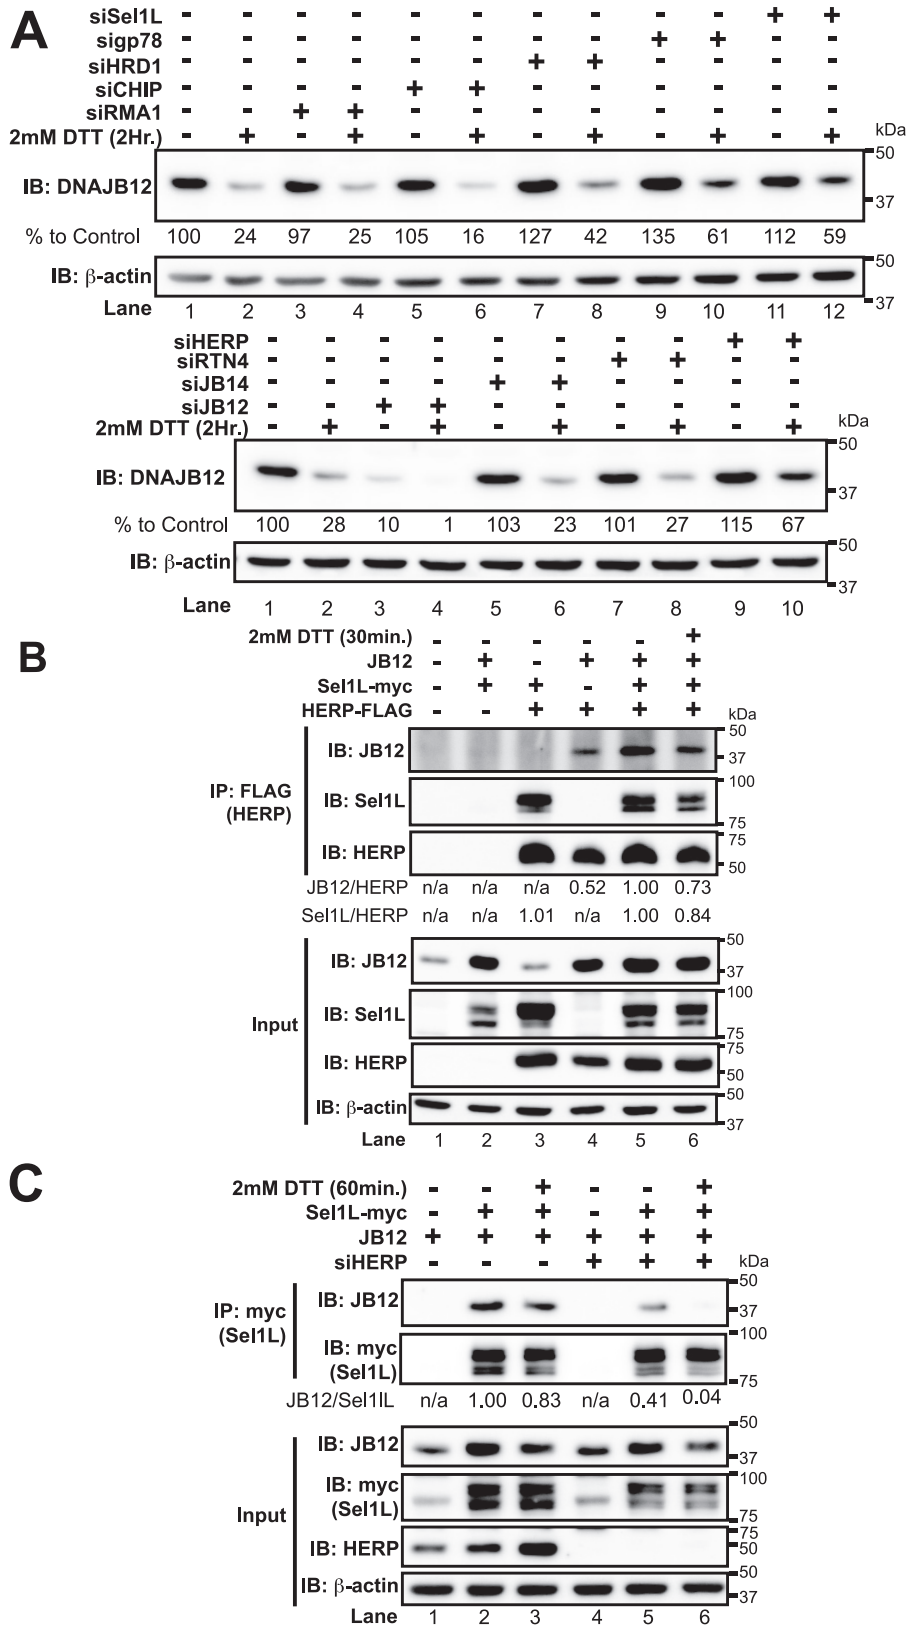 A
siSel1L - - - - - - - - - - + +
sigp78 - - - - - - - - + + - -
siHRD1 - - - - - - + + - - - -
siCHIP - - - - + + - - - - - -
siRMA1 - - + + - - - - - - - -
2mM DTT (2Hr.) - + - + - + - + - + - +
kDa
50
IB: DNAJB12
37
% to Control 100 24 97 25 105 16 127 42 135 61 112 59
50
IB: β-actin
37
Lane 1 2 3 4 5 6 7 8 9 10 11 12
siHERP - - - - - - - - + +
siRTN4 - - - - - - + + - -
siJB14 - - - - + + - - - -
siJB12 - - + + - - - - - -
2mM DTT (2Hr.) - + - + - + - + - +
kDa
50
IB: DNAJB12
37
% to Control 100 28 10 1 103 23 101 27 115 67
50
IB: β-actin
37
Lane 1 2 3 4 5 6 7 8 9 10
B
2mM DTT (30min.) - - - - - +
JB12 - + - + + +
Sel1L-myc - + + - + +
HERP-FLAG - - + + + +
kDa
50
IB: JB12
37
IP: FLAG
(HERP)
100
IB: Sel1L
75
75
IB: HERP
50
JB12/HERP n/a n/a n/a 0.52 1.00 0.73
Sel1L/HERP n/a n/a 1.01 n/a 1.00 0.84
50
IB: JB12
37
Input
100
IB: Sel1L
75
75
IB: HERP
50
50
IB: β-actin
37
Lane 1 2 3 4 5 6
C
2mM DTT (60min.) - - + - - +
Sel1L-myc - + + - + +
JB12 + + + + + +
siHERP - - - + + +
kDa
50
IB: JB12
37
IP: myc
(Sel1L)
100
IB: myc
(Sel1L)
75
JB12/Sel1lL n/a 1.00 0.83 n/a 0.41 0.04
50
IB: JB12
37
Input
100
IB: myc
(Sel1L)
75
75
IB: HERP
50
50
IB: β-actin
37
Lane 1 2 3 4 5 6